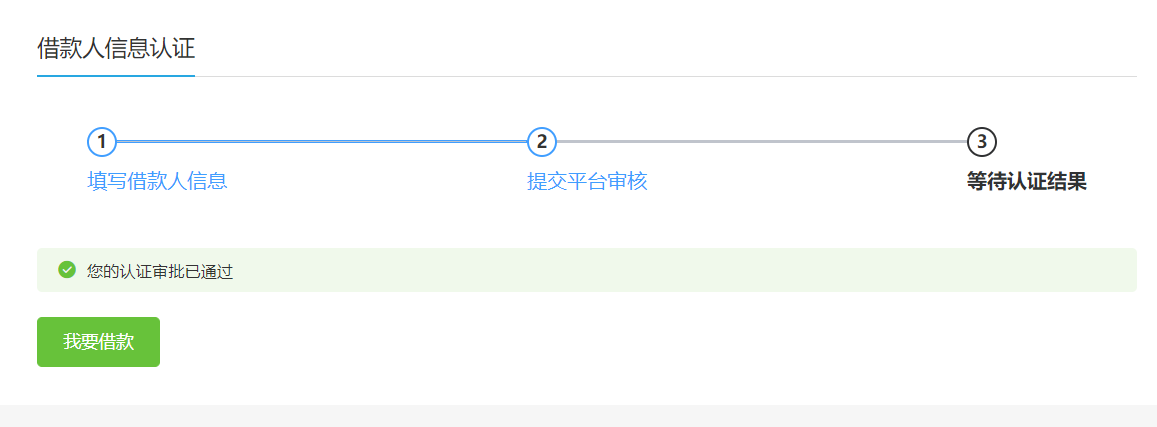 借款人信息认证
1
2
3
填写借款人信息
提交平台审核
等待认证结果
您的认证审批已通过
我要借款